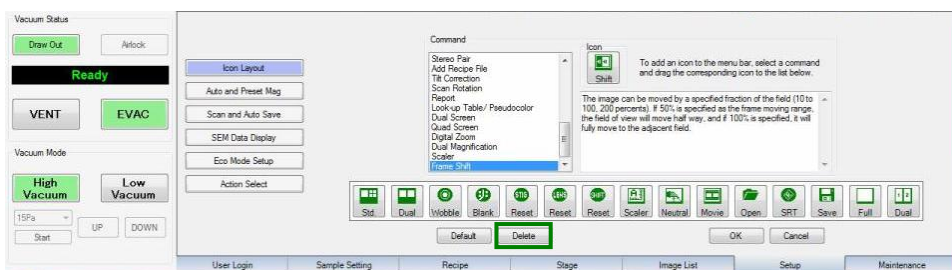 Vacuum Status
Draw Out
Airlock
Ready
VENT
EVAC
Vacuum Mode
High Vacuum
Low Vacuum
15Pa
Start
UP
DOWN
Icon Layout
Auto and Preset Mag
Scan and Auto Save
SEM Data Display
Eco Mode Setup
Action Select
Command
Stereo Pair
Add Recipe File
Tilt Correction
Scan Rotation
Report
Look-up Table/ Pseudocolor
Dual Screen
Quad Screen
Digital Zoom
Dual Magnification
Scaler
Frame Shift
Icon
Shift
To add an icon to the menu bar, select a command
and drag the corresponding icon to the list below.
The image can be moved by a specified fraction of the field (10 to
100, 200 percents). If 50% is specified as the frame moving range,
the field of view will move half way, and if 100% is specified, it will
fully move to the adjacent field.
Std. Dual Wobble Blank Reset Reset Reset Scaler Neutral Movie Open SRT Save Full Dual
Default
Delete
OK
Cancel
User Login
Sample Setting
Recipe
Stage
Image List
Setup
Maintenance